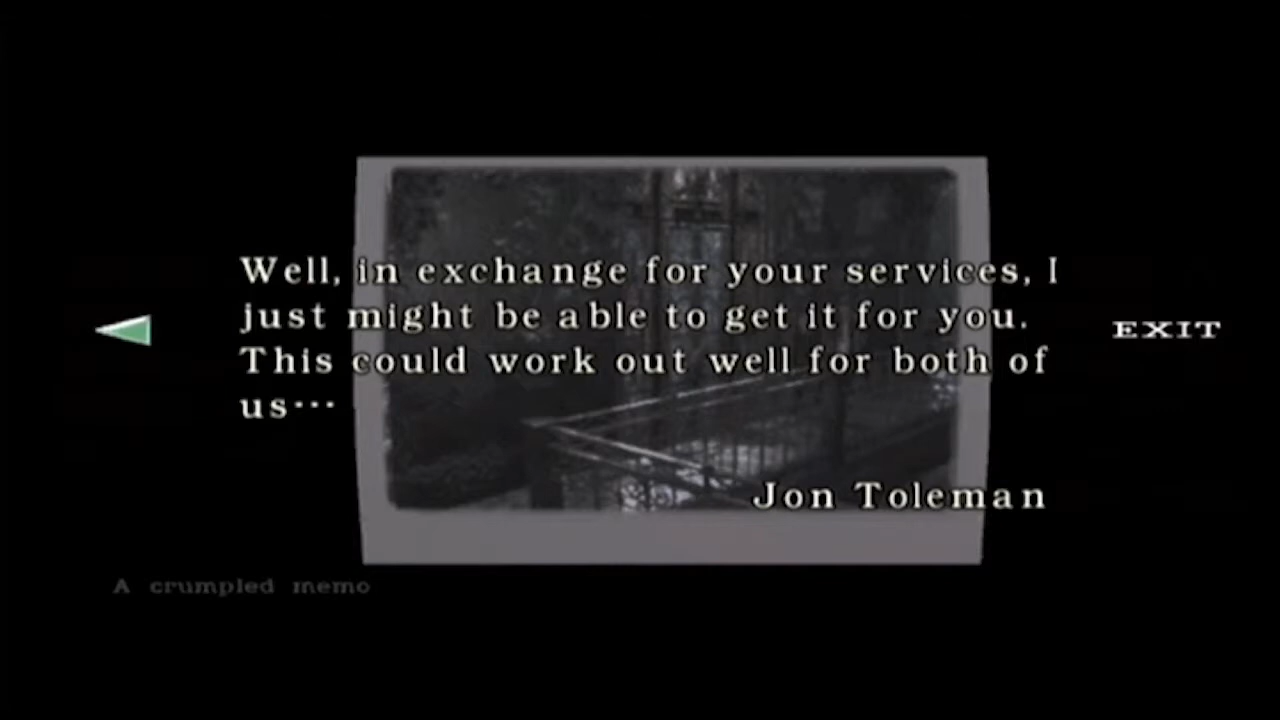 Well, in exchange for your services, I
just might be able to get it for you.
This could work out well for both of
us···
EXIT
Jon Toleman
A crumpled memo